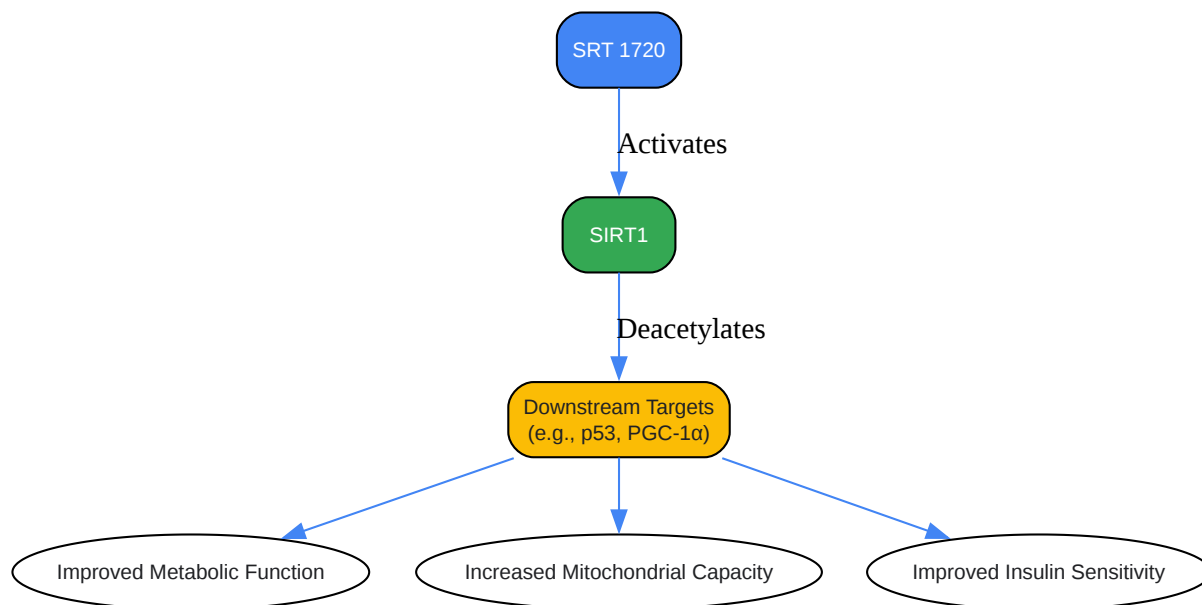 SRT 1720
Activates
SIRT1
Deacetylates
Downstream Targets
(e.g., p53, PGC-1α)
Improved Metabolic Function
Increased Mitochondrial Capacity
Improved Insulin Sensitivity